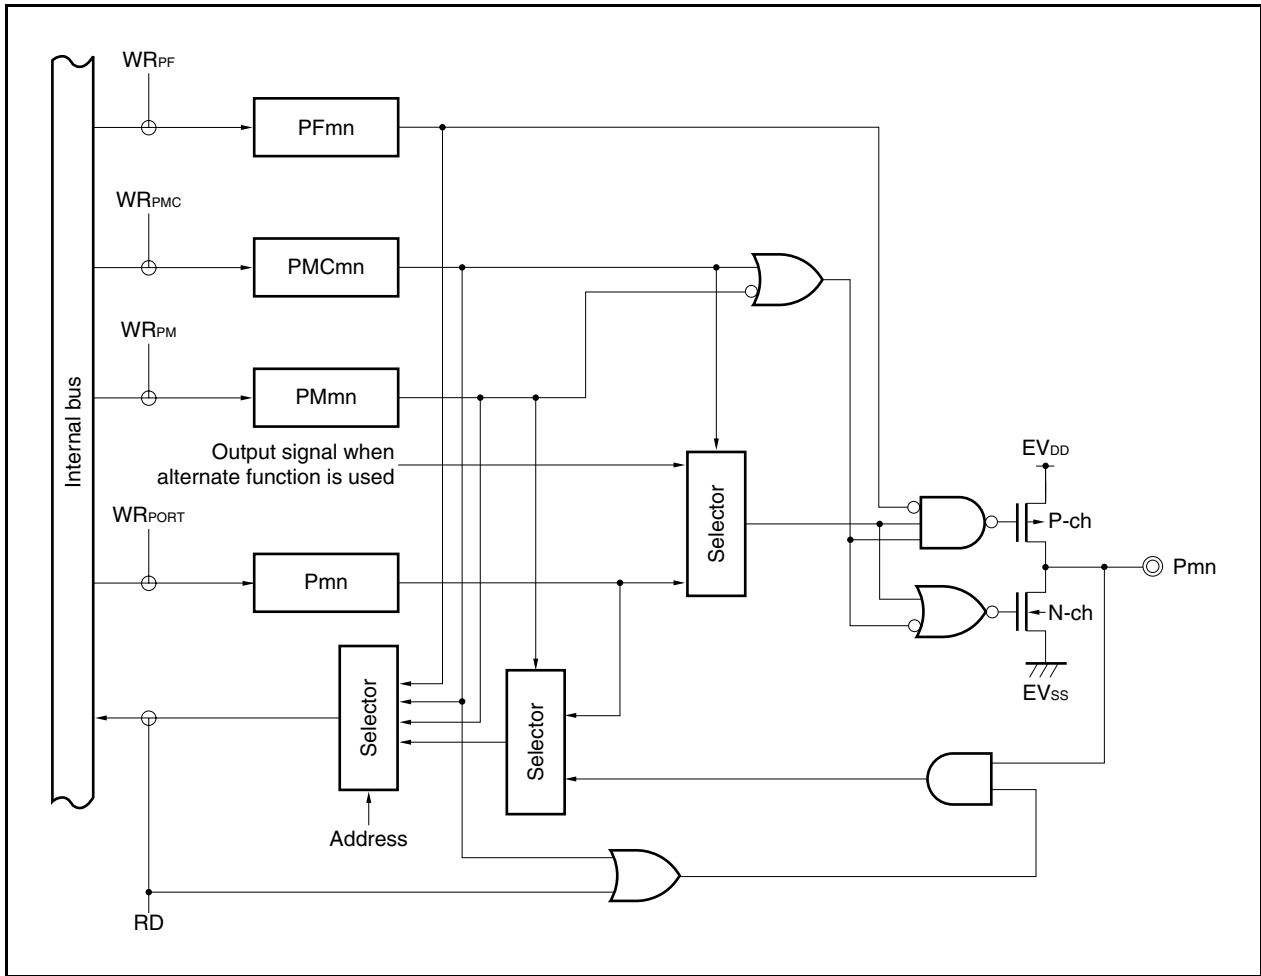 WRPF
PFmn
WRPMC
PMCmn
WRPM
PMmn
Internal bus
Output signal when
alternate function is used
Selector
EVDD
P-ch
WRPORT
Pmn
Pmn
N-ch
EVSS
Selector
Selector
Address
RD